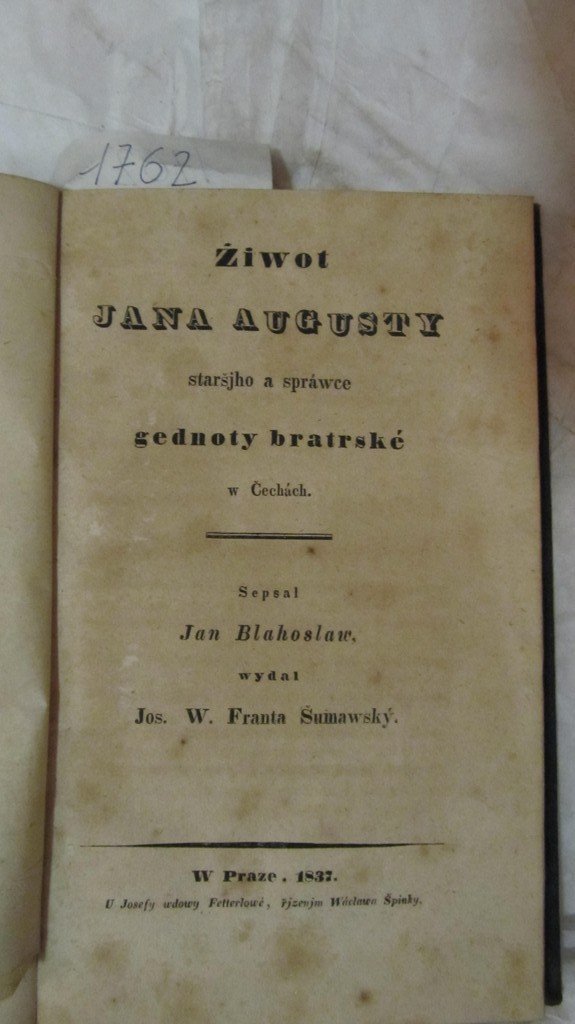 1762
Žiwot
JANA AUGUSTY
staršjho a spráwce
gednoty bratrské
w Čechách.
Sepsal
Jan Blahoslaw,
wydal
Jos. W. Franta Šumawský.
W Praze. 1837.
U Josefy wdowy Fetterlowé, řjzenjm Wácława Špinky.